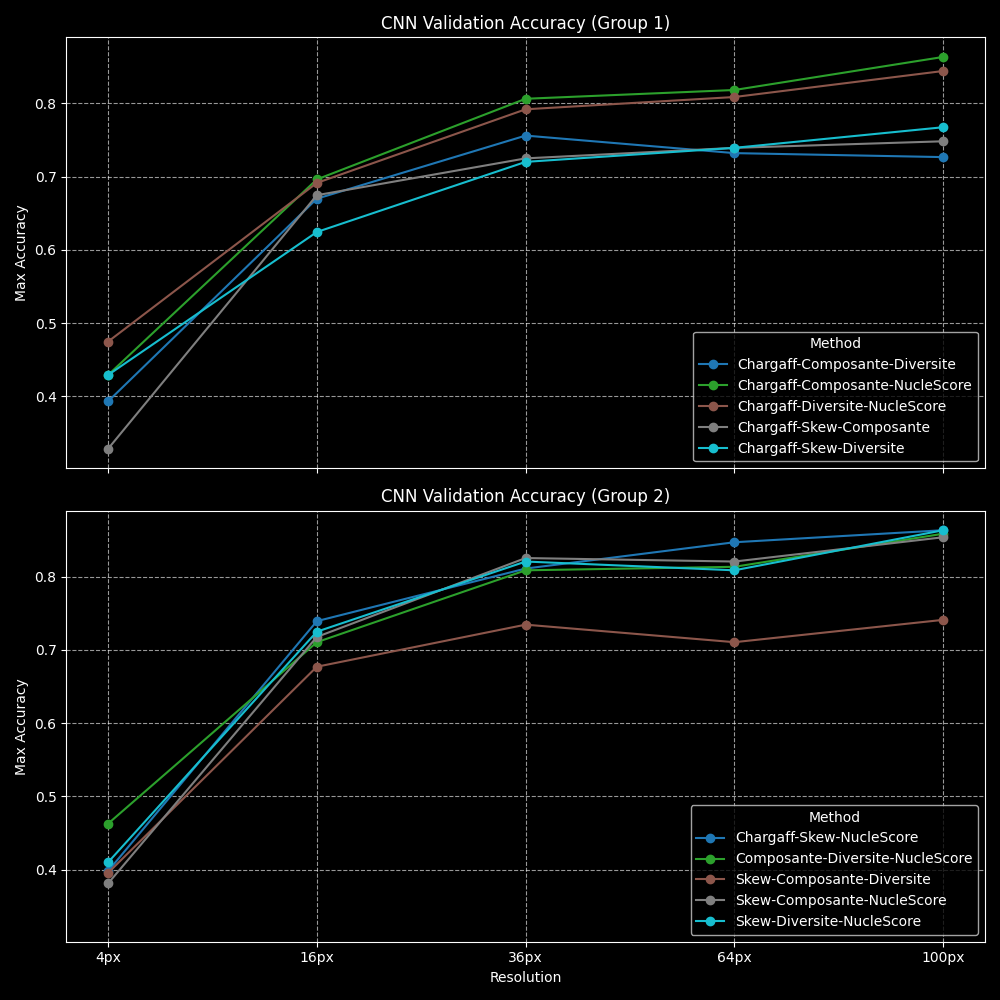 CNN Validation Accuracy (Group 1)
Max Accuracy
0.8
0.7
0.6
0.5
0.4
Method
Chargaff-Composante-Diversite
Chargaff-Composante-NucleScore
Chargaff-Diversite-NucleScore
Chargaff-Skew-Composante
Chargaff-Skew-Diversite
CNN Validation Accuracy (Group 2)
Max Accuracy
0.8
0.7
0.6
0.5
0.4
Method
Chargaff-Skew-NucleScore
Composante-Diversite-NucleScore
Skew-Composante-Diversite
Skew-Composante-NucleScore
Skew-Diversite-NucleScore
4px 16px 36px 64px 100px
Resolution